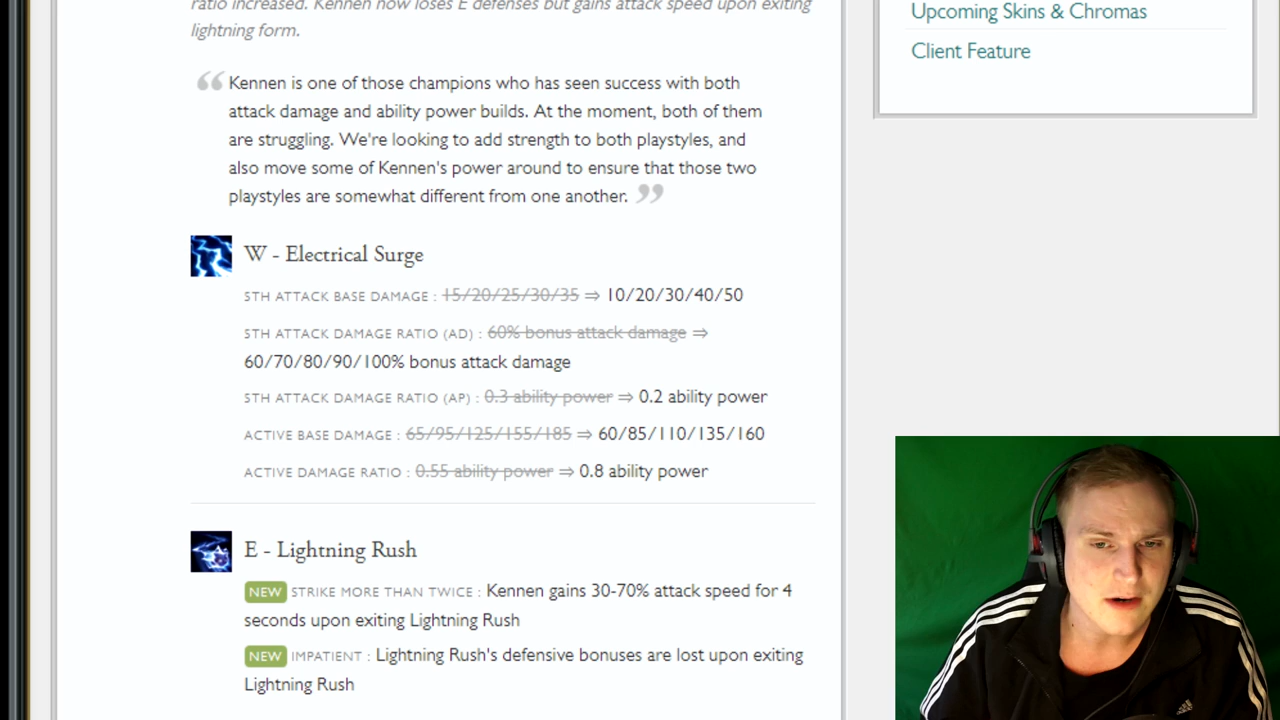 ratio increased. Kennen now loses E defenses but gains attack speed upon exiting
lightning form.
“ Kennen is one of those champions who has seen success with both
attack damage and ability power builds. At the moment, both of them
are struggling. We're looking to add strength to both playstyles, and
also move some of Kennen's power around to ensure that those two
playstyles are somewhat different from one another. ”
W - Electrical Surge
5TH ATTACK BASE DAMAGE : 15/20/25/30/35 ⇒ 10/20/30/40/50
5TH ATTACK DAMAGE RATIO (AD) : 60% bonus attack damage ⇒
60/70/80/90/100% bonus attack damage
5TH ATTACK DAMAGE RATIO (AP) : 0.3 ability power ⇒ 0.2 ability power
ACTIVE BASE DAMAGE : 65/95/125/155/185 ⇒ 60/85/110/135/160
ACTIVE DAMAGE RATIO : 0.55 ability power ⇒ 0.8 ability power
E - Lightning Rush
NEW STRIKE MORE THAN TWICE : Kennen gains 30-70% attack speed for 4
seconds upon exiting Lightning Rush
NEW IMPATIENT : Lightning Rush's defensive bonuses are lost upon exiting
Lightning Rush
Upcoming Skins & Chromas
Client Feature